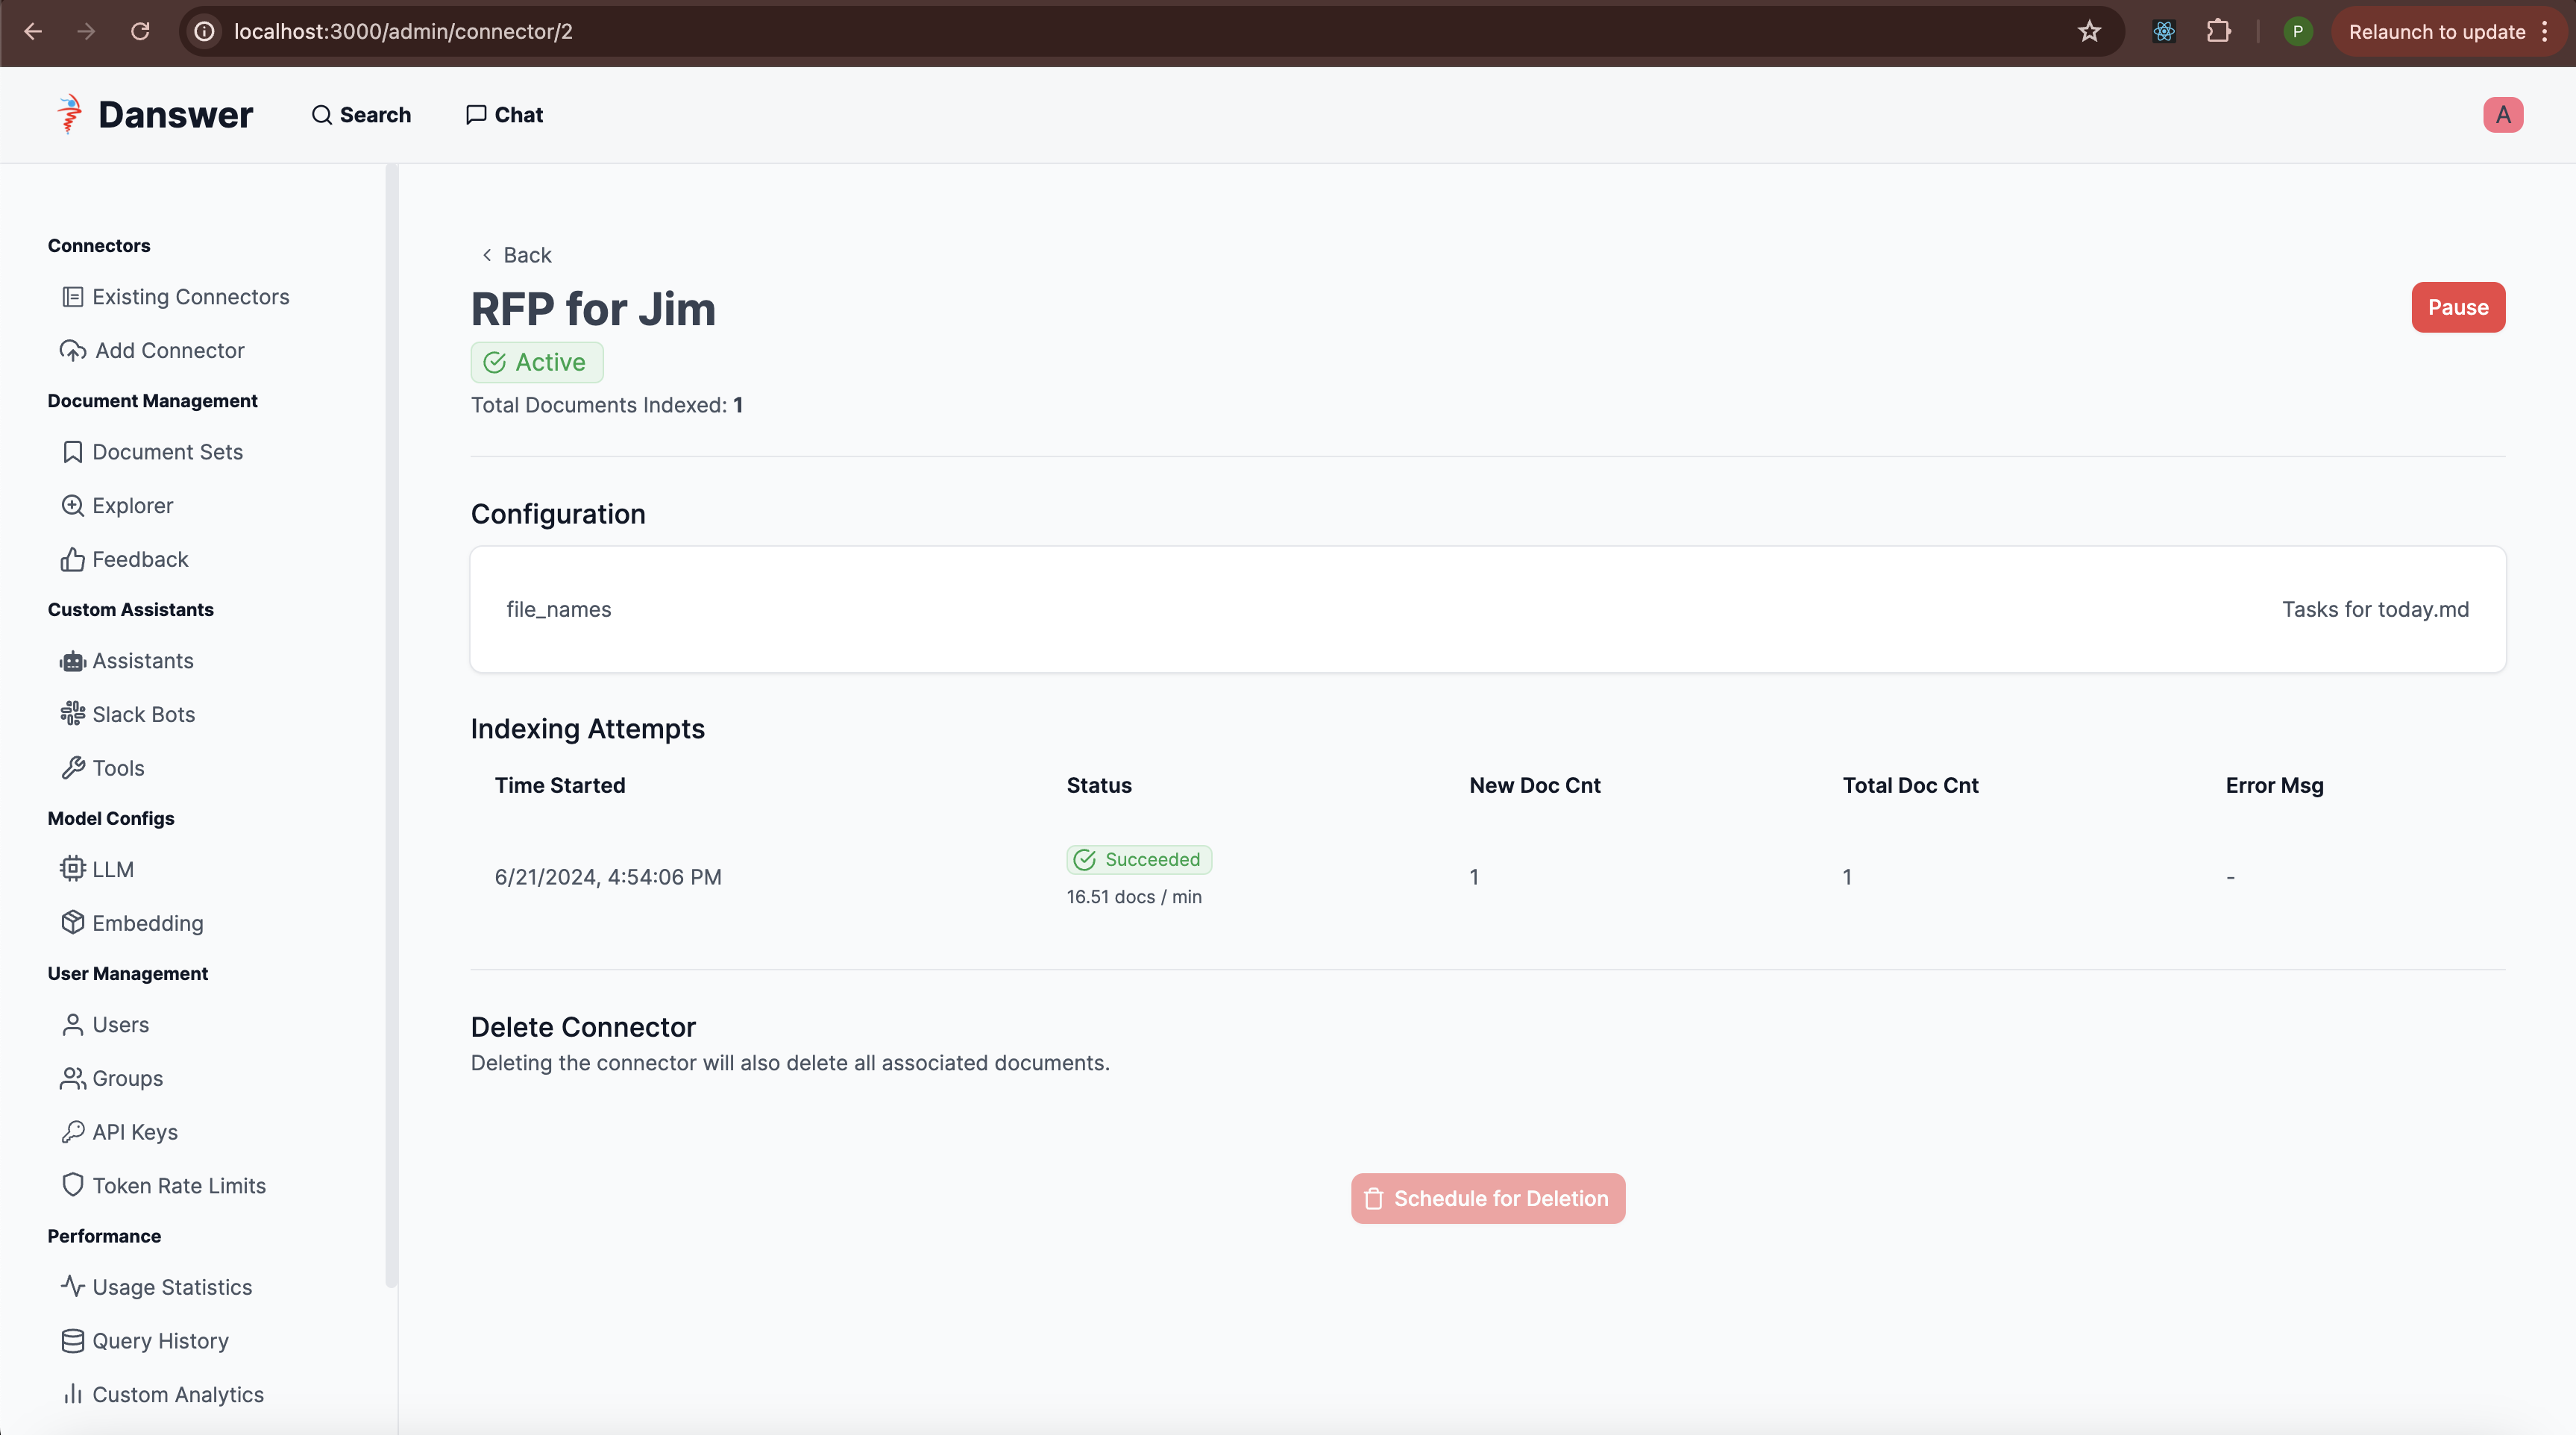 localhost:3000/admin/connector/2
P
Relaunch to update
Danswer
Search
Chat
A
Connectors
Existing Connectors
Add Connector
Document Management
Document Sets
Explorer
Feedback
Custom Assistants
Assistants
Slack Bots
Tools
Model Configs
LLM
Embedding
User Management
Users
Groups
API Keys
Token Rate Limits
Performance
Usage Statistics
Query History
Custom Analytics
Back
RFP for Jim
Pause
Active
Total Documents Indexed: 1
Configuration
file_names Tasks for today.md
Indexing Attempts
Time Started Status New Doc Cnt Total Doc Cnt Error Msg
6/21/2024, 4:54:06 PM Succeeded 1 1 -
16.51 docs / min
Delete Connector
Deleting the connector will also delete all associated documents.
Schedule for Deletion